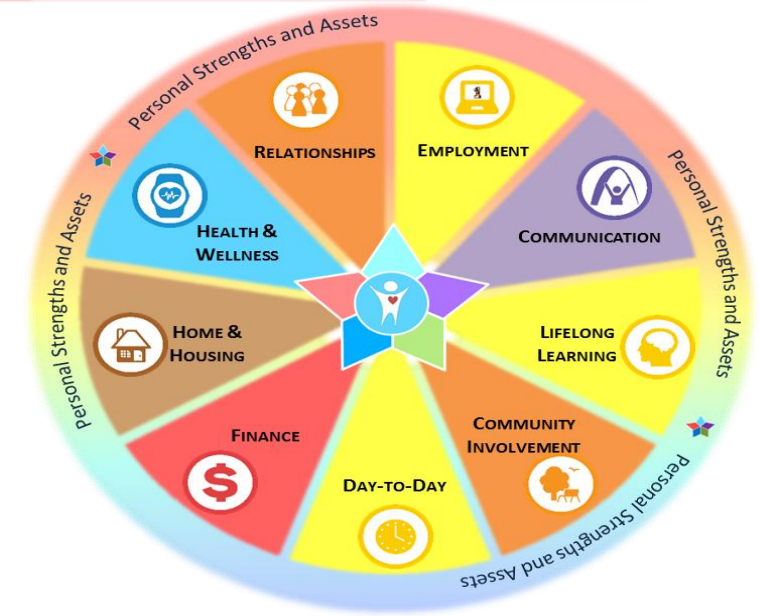 Personal Strengths and Assets
RELATIONSHIPS
EMPLOYMENT
COMMUNICATION
Personal Strengths and Assets
LIFELONG
LEARNING
COMMUNITY
INVOLVEMENT
Personal Strengths and Assets
DAY-TO-DAY
FINANCE
HOME &
HOUSING
Personal Strengths and Assets
HEALTH &
WELLNESS
$